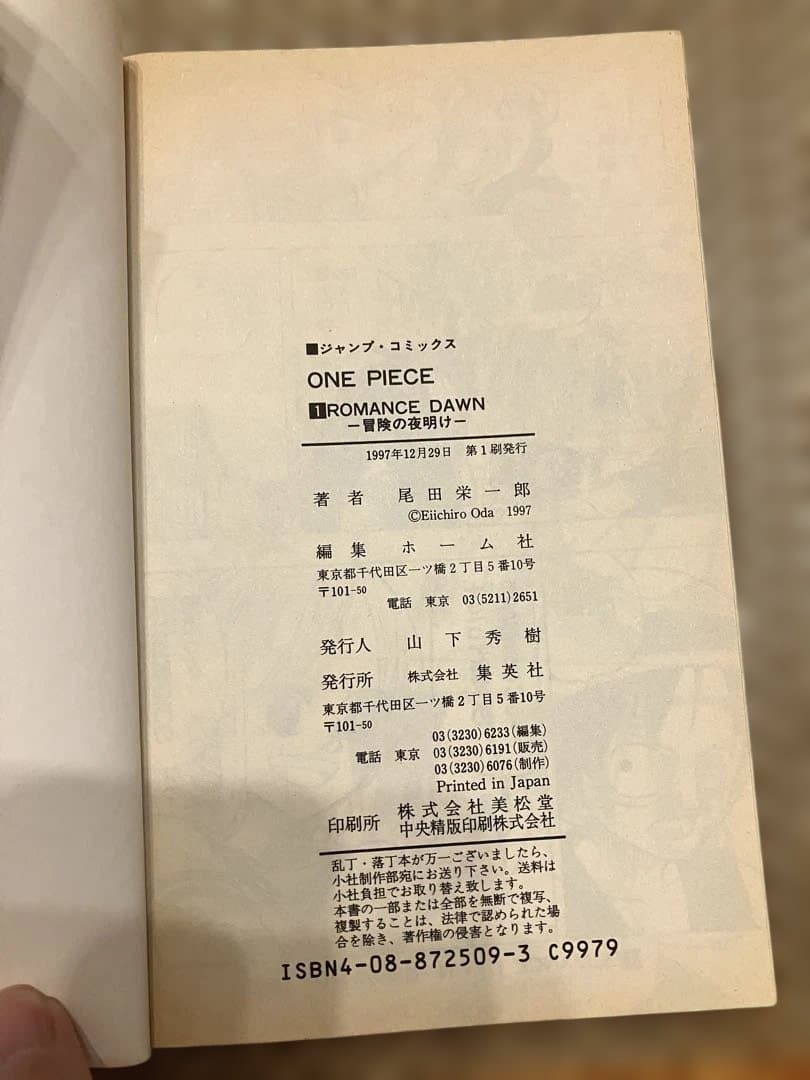 ■ジャンプ・コミックス
ONE PIECE
1 ROMANCE DAWN
ー冒険の夜明けー
1997年12月29日 第1刷発行
著者 尾田栄一郎
©Eiichiro Oda 1997
編集 ホーム社
東京都千代田区一ツ橋2丁目5番10号
〒101-50
電話 東京 03(5211)2651
発行人 山下秀樹
発行所 株式会社 集英社
東京都千代田区一ツ橋2丁目5番10号
〒101-50
03(3230)6233(編集)
電話 東京 03(3230)6191(販売)
03(3230)6076(制作)
Printed in Japan
印刷所 株式会社美松堂
中央精版印刷株式会社
乱丁・落丁本が万一ございましたら、
小社制作部宛にお送り下さい。送料は
小社負担でお取り替え致します。
本書の一部または全部を無断で複写、
複製することは、法律で認められた場
合を除き、著作権の侵害となります。
ISBN4-08-872509-3 C9979